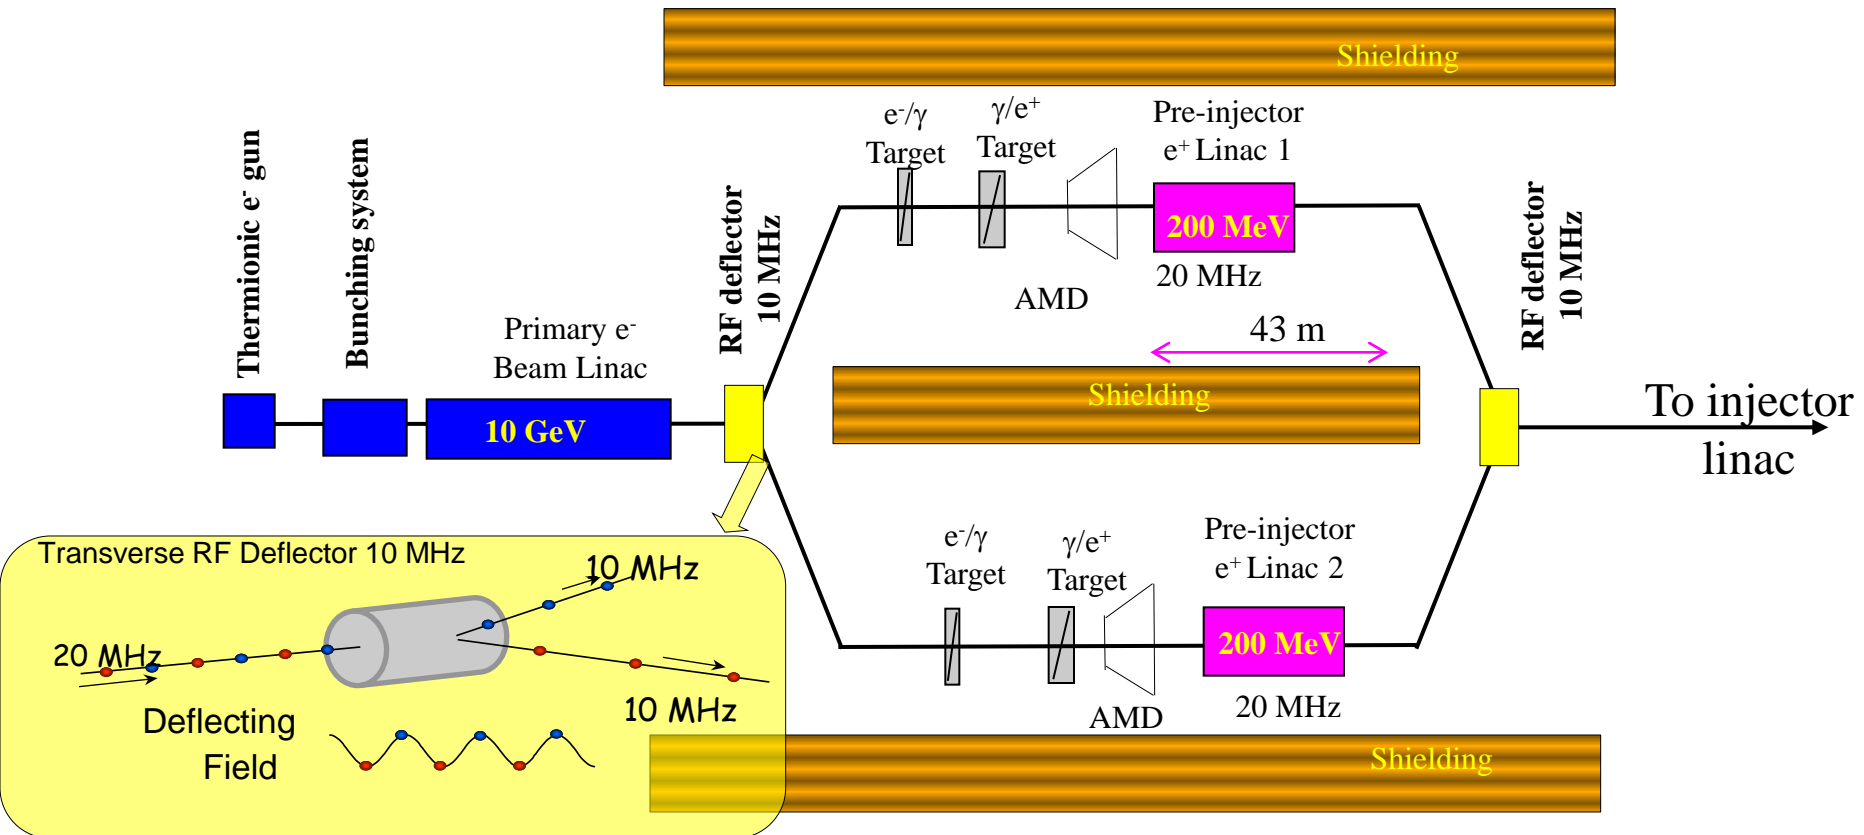 Shielding
e⁻/γ
Target
γ/e⁺
Target
Pre-injector
e⁺ Linac 1
200 MeV
20 MHz
AMD
Thermionic e⁻ gun
Bunching system
Primary e⁻
Beam Linac
10 GeV
RF deflector
10 MHz
43 m
Shielding
RF deflector
10 MHz
To injector
linac
e⁻/γ
Target
γ/e⁺
Target
Pre-injector
e⁺ Linac 2
200 MeV
20 MHz
AMD
Shielding
Transverse RF Deflector 10 MHz
10 MHz
20 MHz
10 MHz
Deflecting
Field